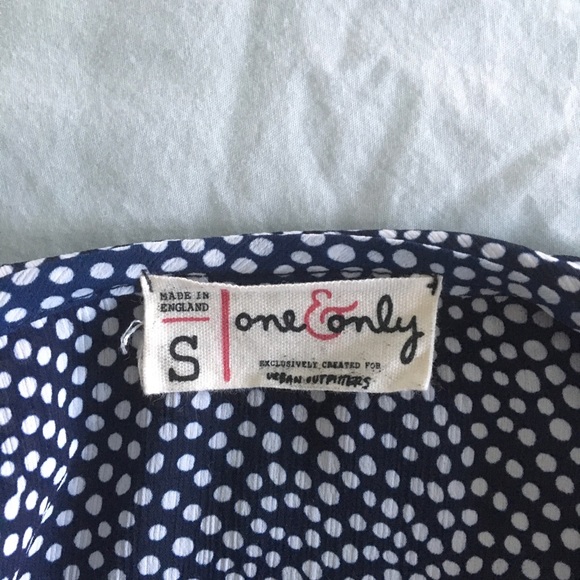 MADE IN
ENGLAND
S
one&only
EXCLUSIVELY CREATED FOR
URBAN OUTFITTERS